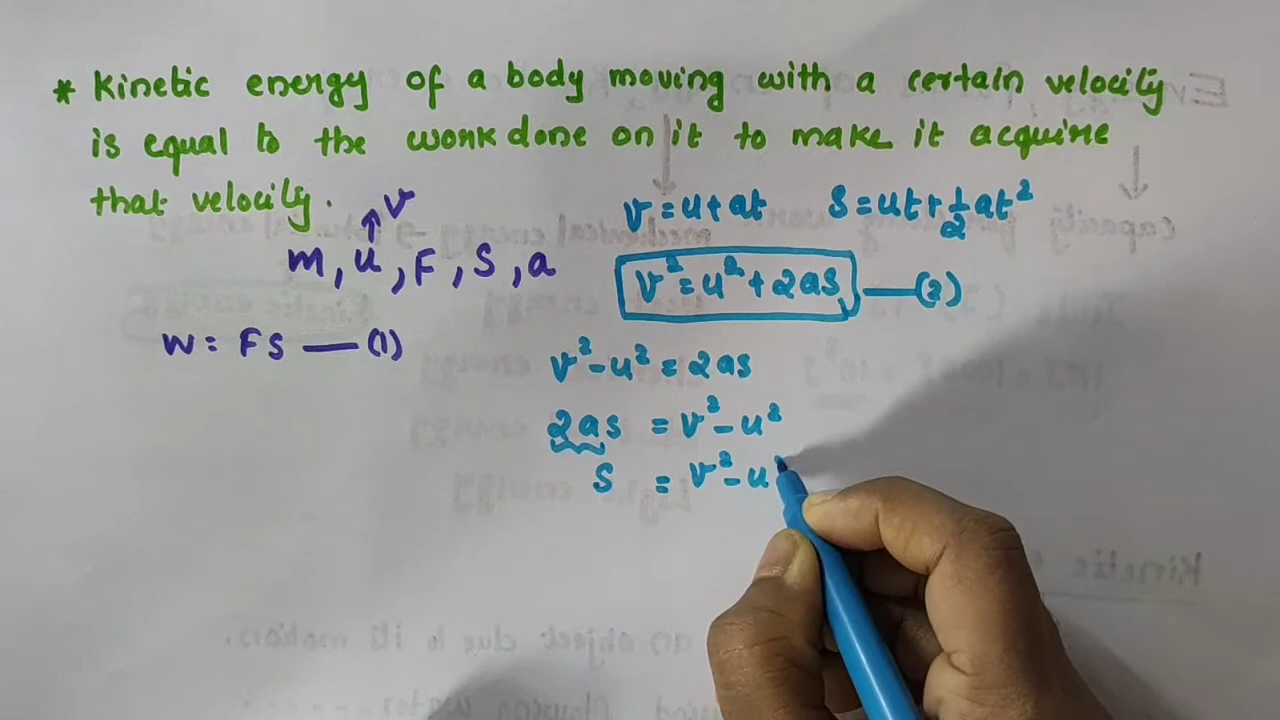 * Kinetic energy of a body moving with a certain velocity
is equal to the work done on it to make it acquire
that velocity.
v
m, u, F, S, a
W = FS — (1)
v = u + at   S = ut + 1/2 at²
v² = u² + 2as — (2)
v² - u² = 2as
2as = v² - u²
S = v² - u